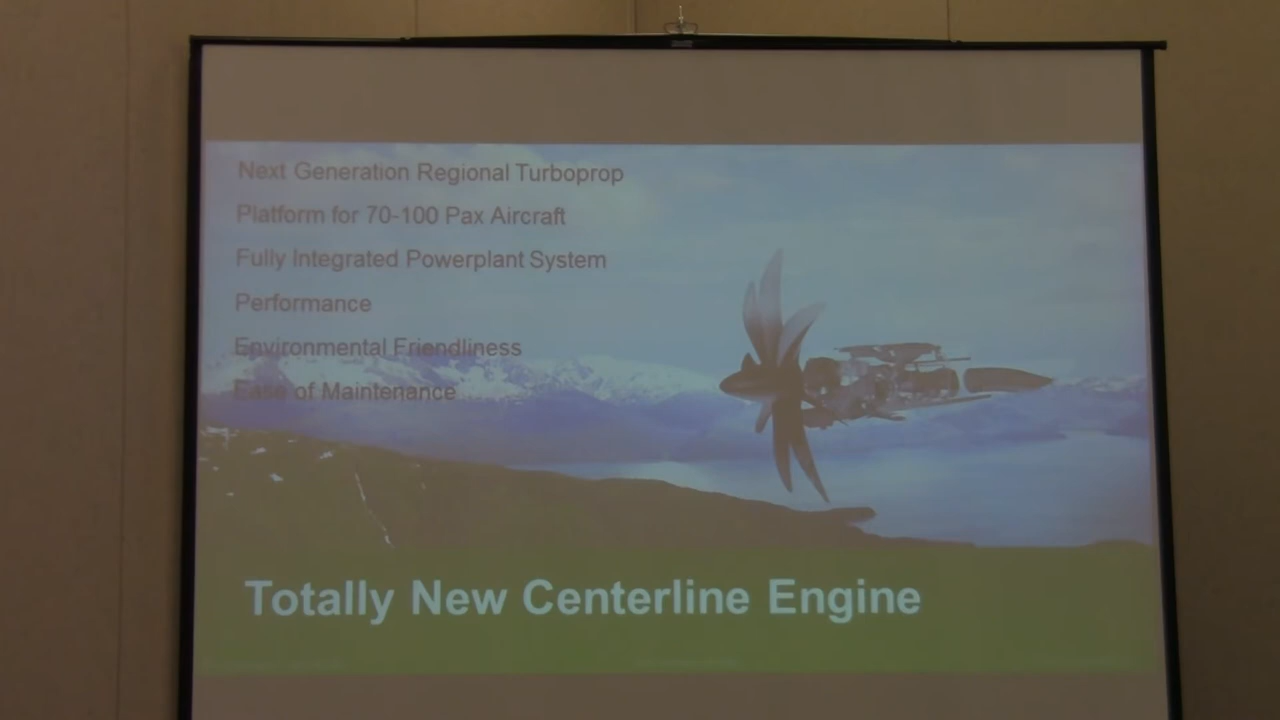 Next Generation Regional Turboprop
Platform for 70-100 Pax Aircraft
Fully Integrated Powerplant System
Performance
Environmental Friendliness
Ease of Maintenance
Totally New Centerline Engine